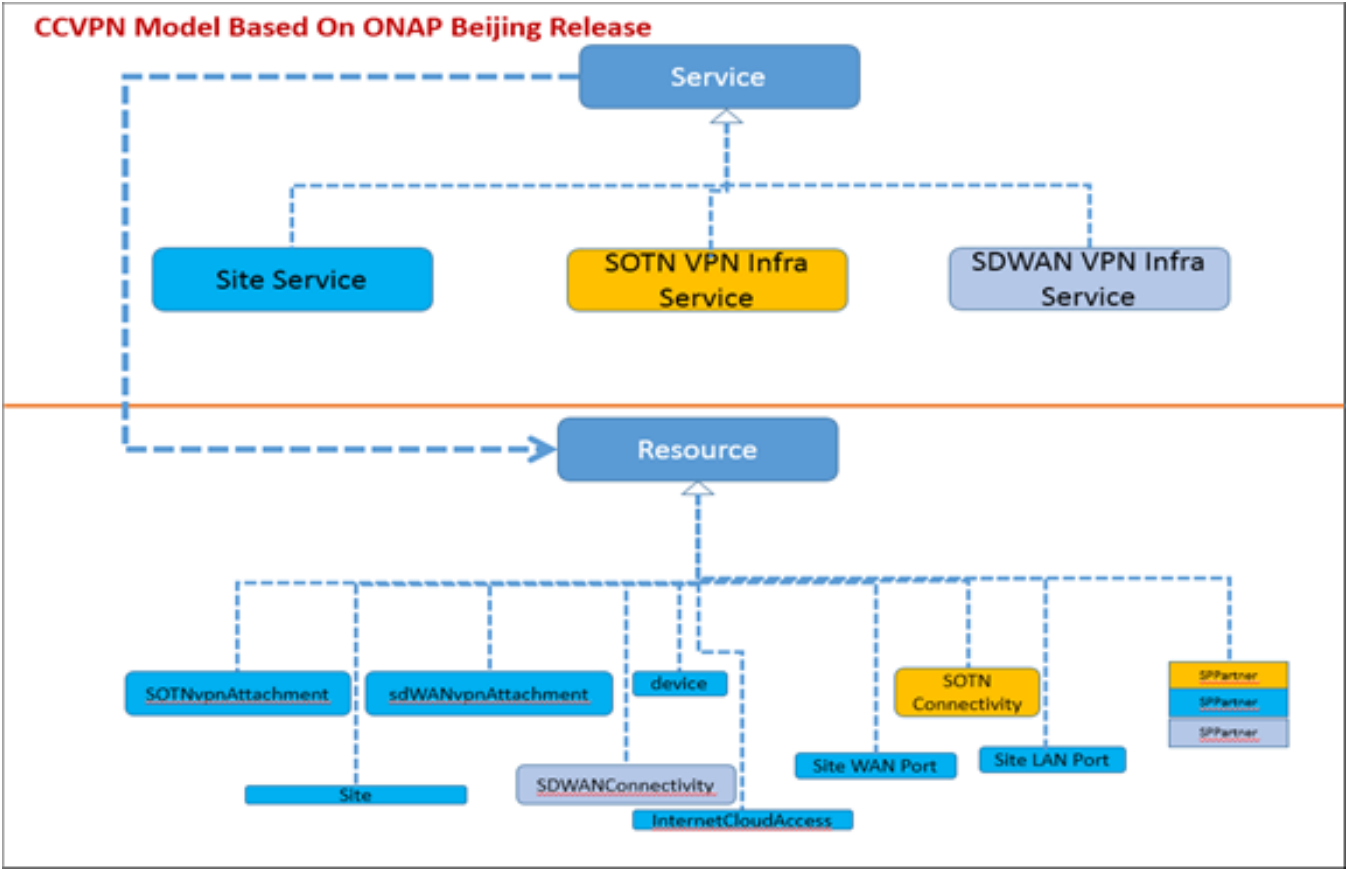 CCVPN Model Based On ONAP Beijing Release
Service
Site Service
SOTN VPN Infra
Service
SDWAN VPN Infra
Service
Resource
SOTNvpnAttachment
sdWANvpnAttachment
device
SOTN
Connectivity
SPPartner
SPPartner
SPPartner
Site
SDWANConnectivity
InternetCloudAccess
Site WAN Port
Site LAN Port